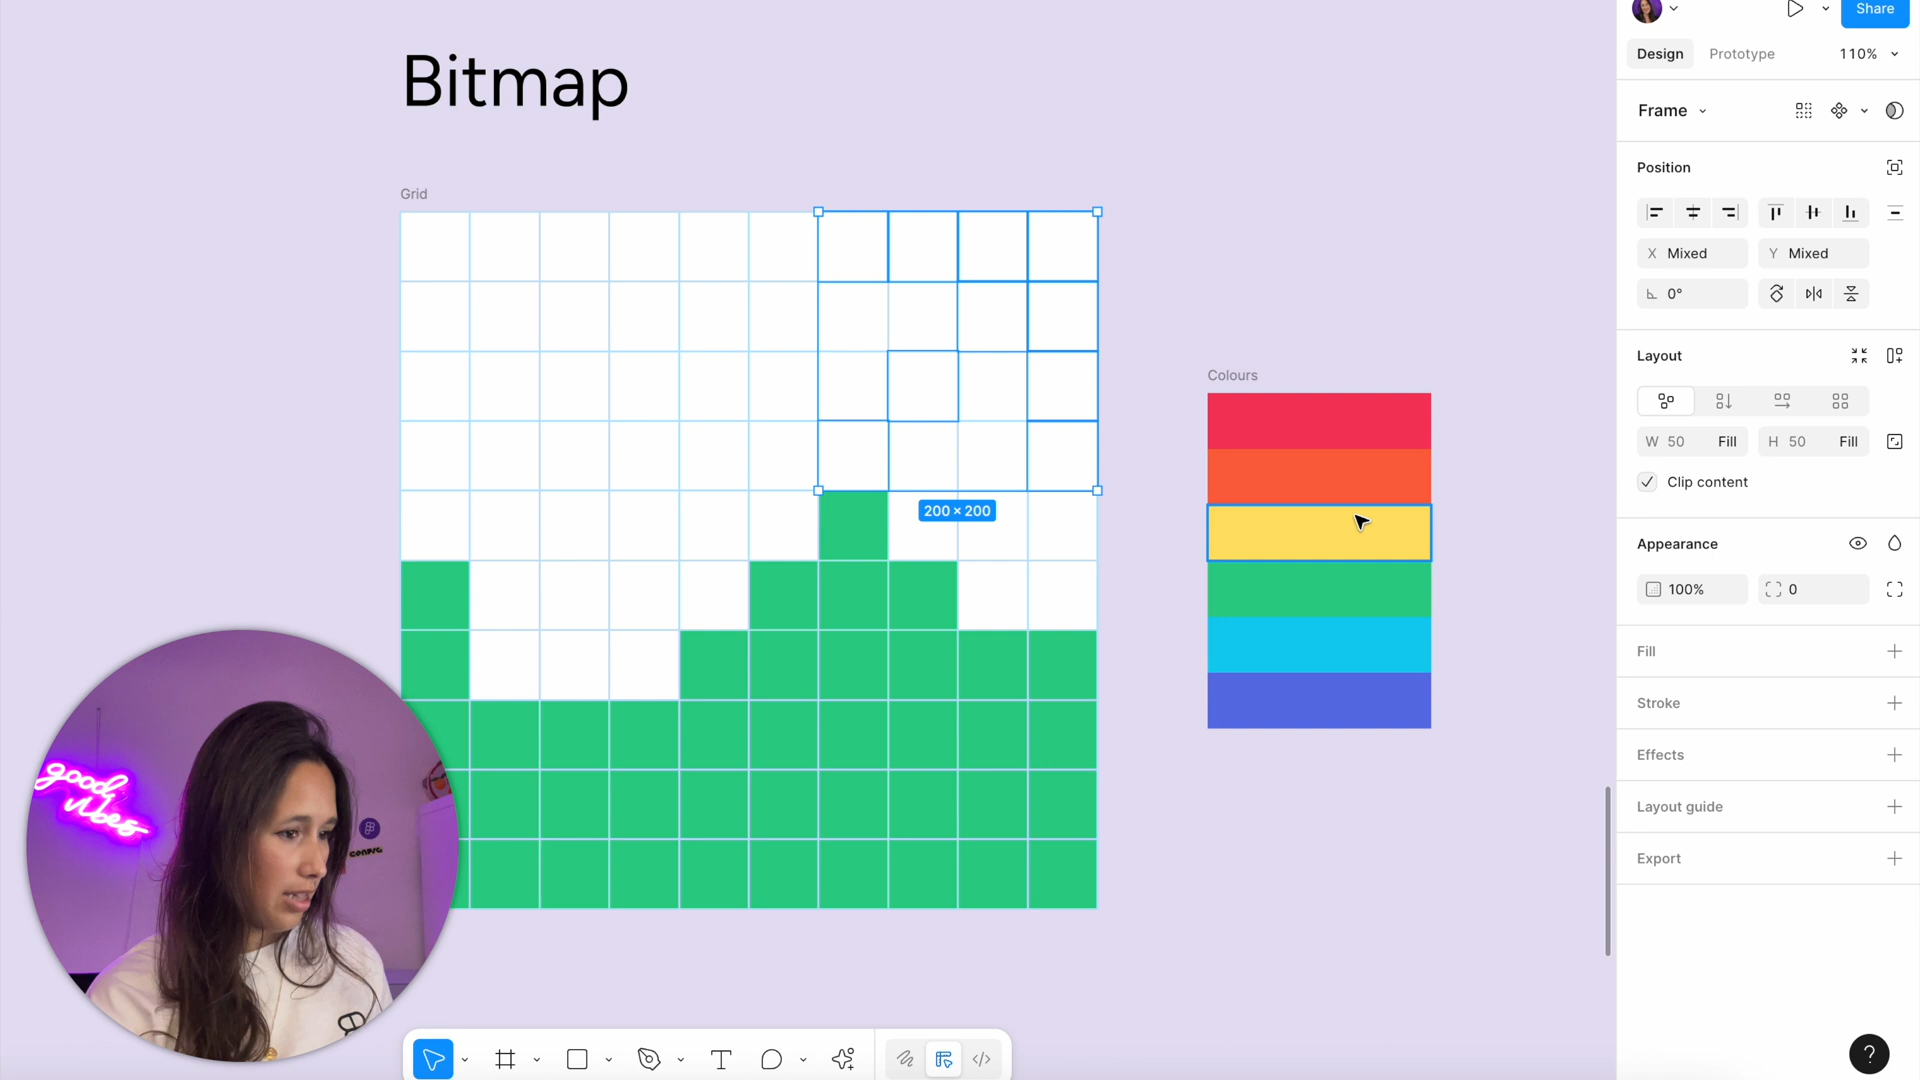 Share
Design
Prototype
110%
Bitmap
Frame
Position
Grid
X Mixed
Y Mixed
0°
Layout
Colours
W 50 Fill
H 50 Fill
Clip content
200 × 200
Appearance
100%
0
Fill
Stroke
good
vibes
Effects
Layout guide
CONFIG
Export
T
</>
?